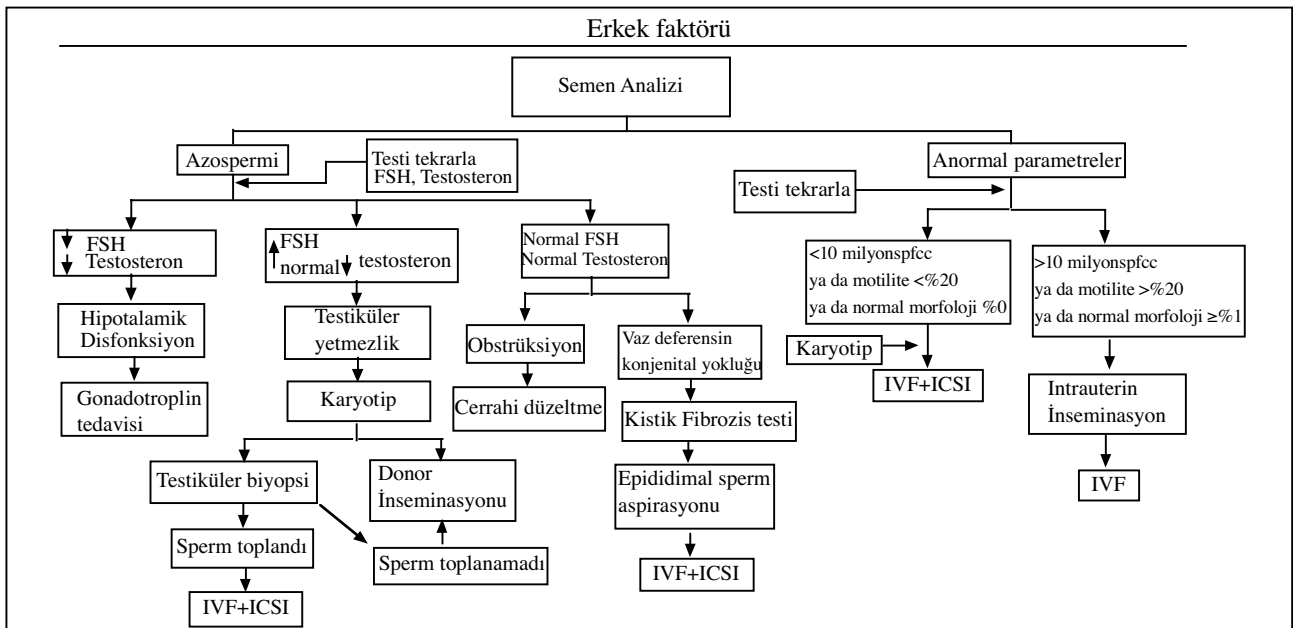 Erkek faktörü
Semen Analizi
Azospermi
Testi tekrarla
FSH, Testosteron
Anormal parametreler
Testi tekrarla
FSH
Testosteron
FSH
normal testosteron
Normal FSH
Normal Testosteron
<10 milyonspfcc
ya da motilite <%20
ya da normal morfoloji %0
>10 milyonspfcc
ya da motilite >%20
ya da normal morfoloji ≥%1
Hipotalamik
Disfonksiyon
Testiküler
yetmezlik
Obstrüksiyon
Vaz deferensin
konjenital yokluğu
Karyotip
IVF+ICSI
Intrauterin
İnseminasyon
Gonadotroplin
tedavisi
Karyotip
Cerrahi düzeltme
Kistik Fibrozis testi
Testiküler biyopsi
Donor
İnseminasyonu
Epididimal sperm
aspirasyonu
IVF
Sperm toplandı
Sperm toplanamadı
IVF+ICSI
IVF+ICSI